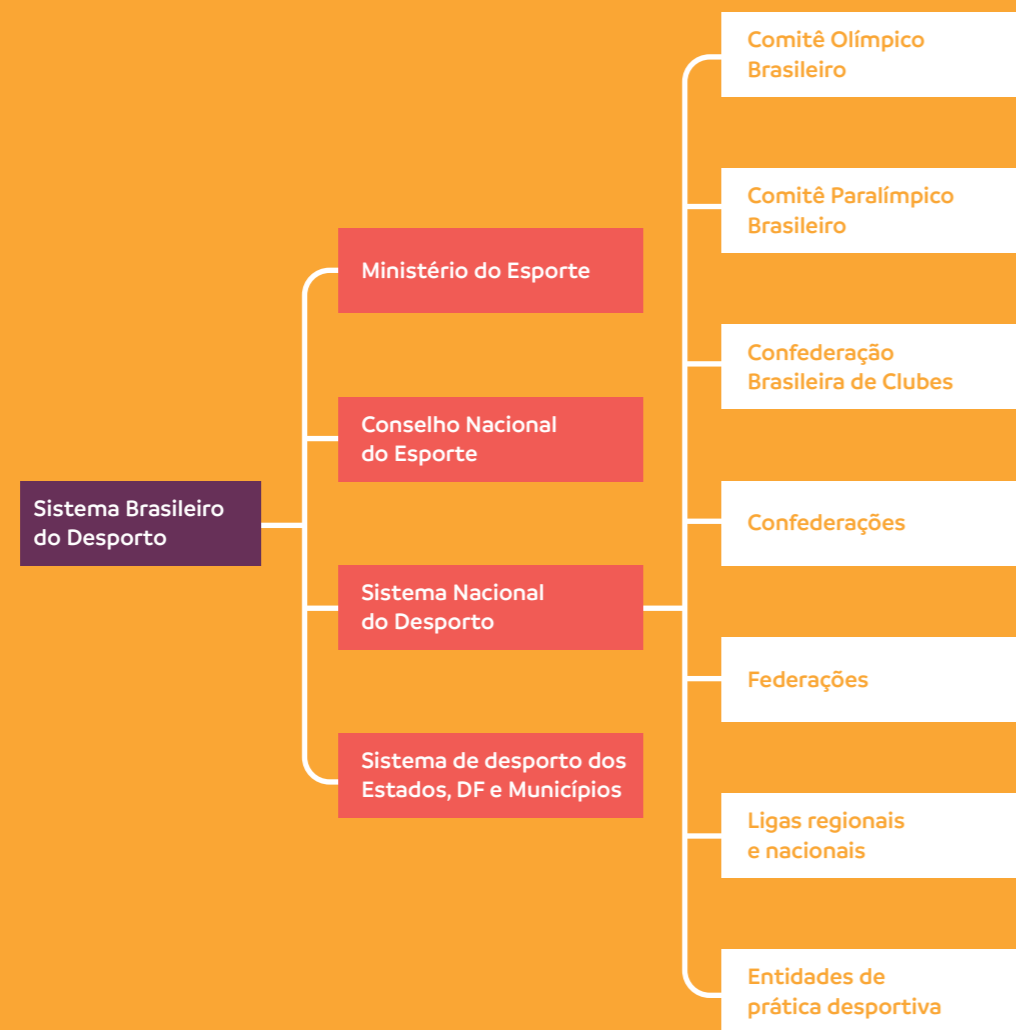 Sistema Brasileiro
do Desporto
Ministério do Esporte
Conselho Nacional
do Esporte
Sistema Nacional
do Desporto
Sistema de desporto dos
Estados, DF e Municípios
Comitê Olímpico
Brasileiro
Comitê Paralímpico
Brasileiro
Confederação
Brasileira de Clubes
Confederações
Federações
Ligas regionais
e nacionais
Entidades de
prática desportiva